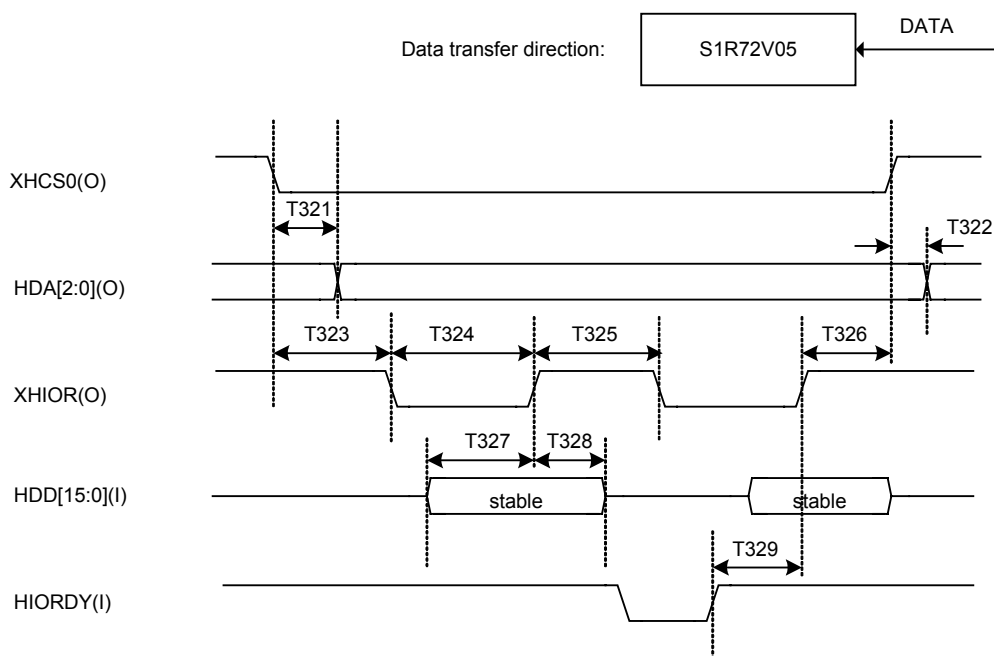 DATA
Data transfer direction: S1R72V05
XHCS0(O)
T321
T322
HDA[2:0](O)
T323 T324 T325 T326
XHIOR(O)
T327 T328
HDD[15:0](I) stable stable
T329
HIORDY(I)